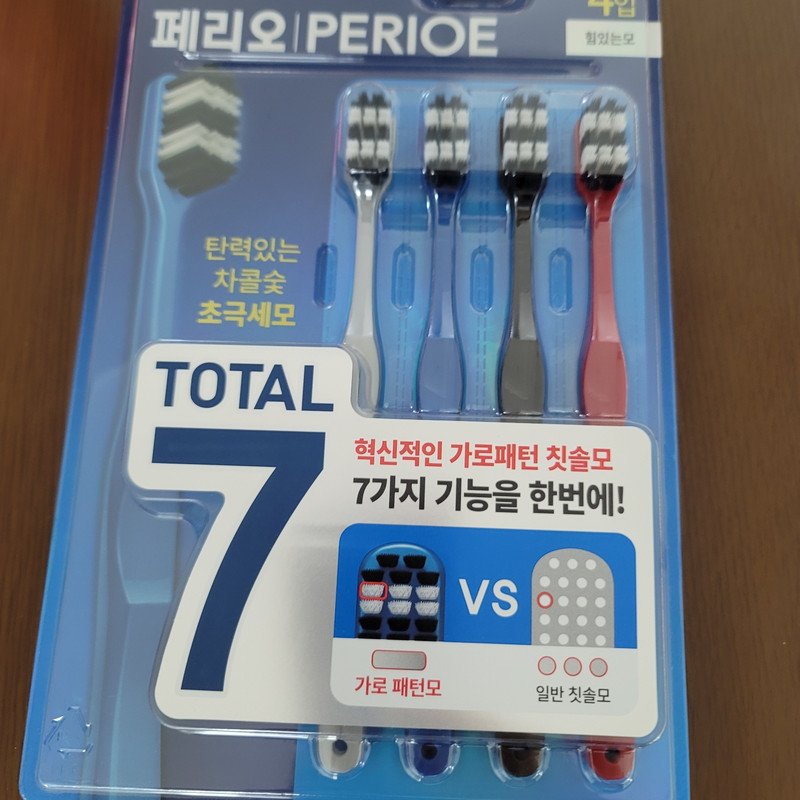 페리오 | PERIOE
4입
힘있는모
탄력있는
차콜숯
초극세모
TOTAL
7
혁신적인 가로패턴 칫솔모
7가지 기능을 한번에!
VS
가로 패턴모
일반 칫솔모